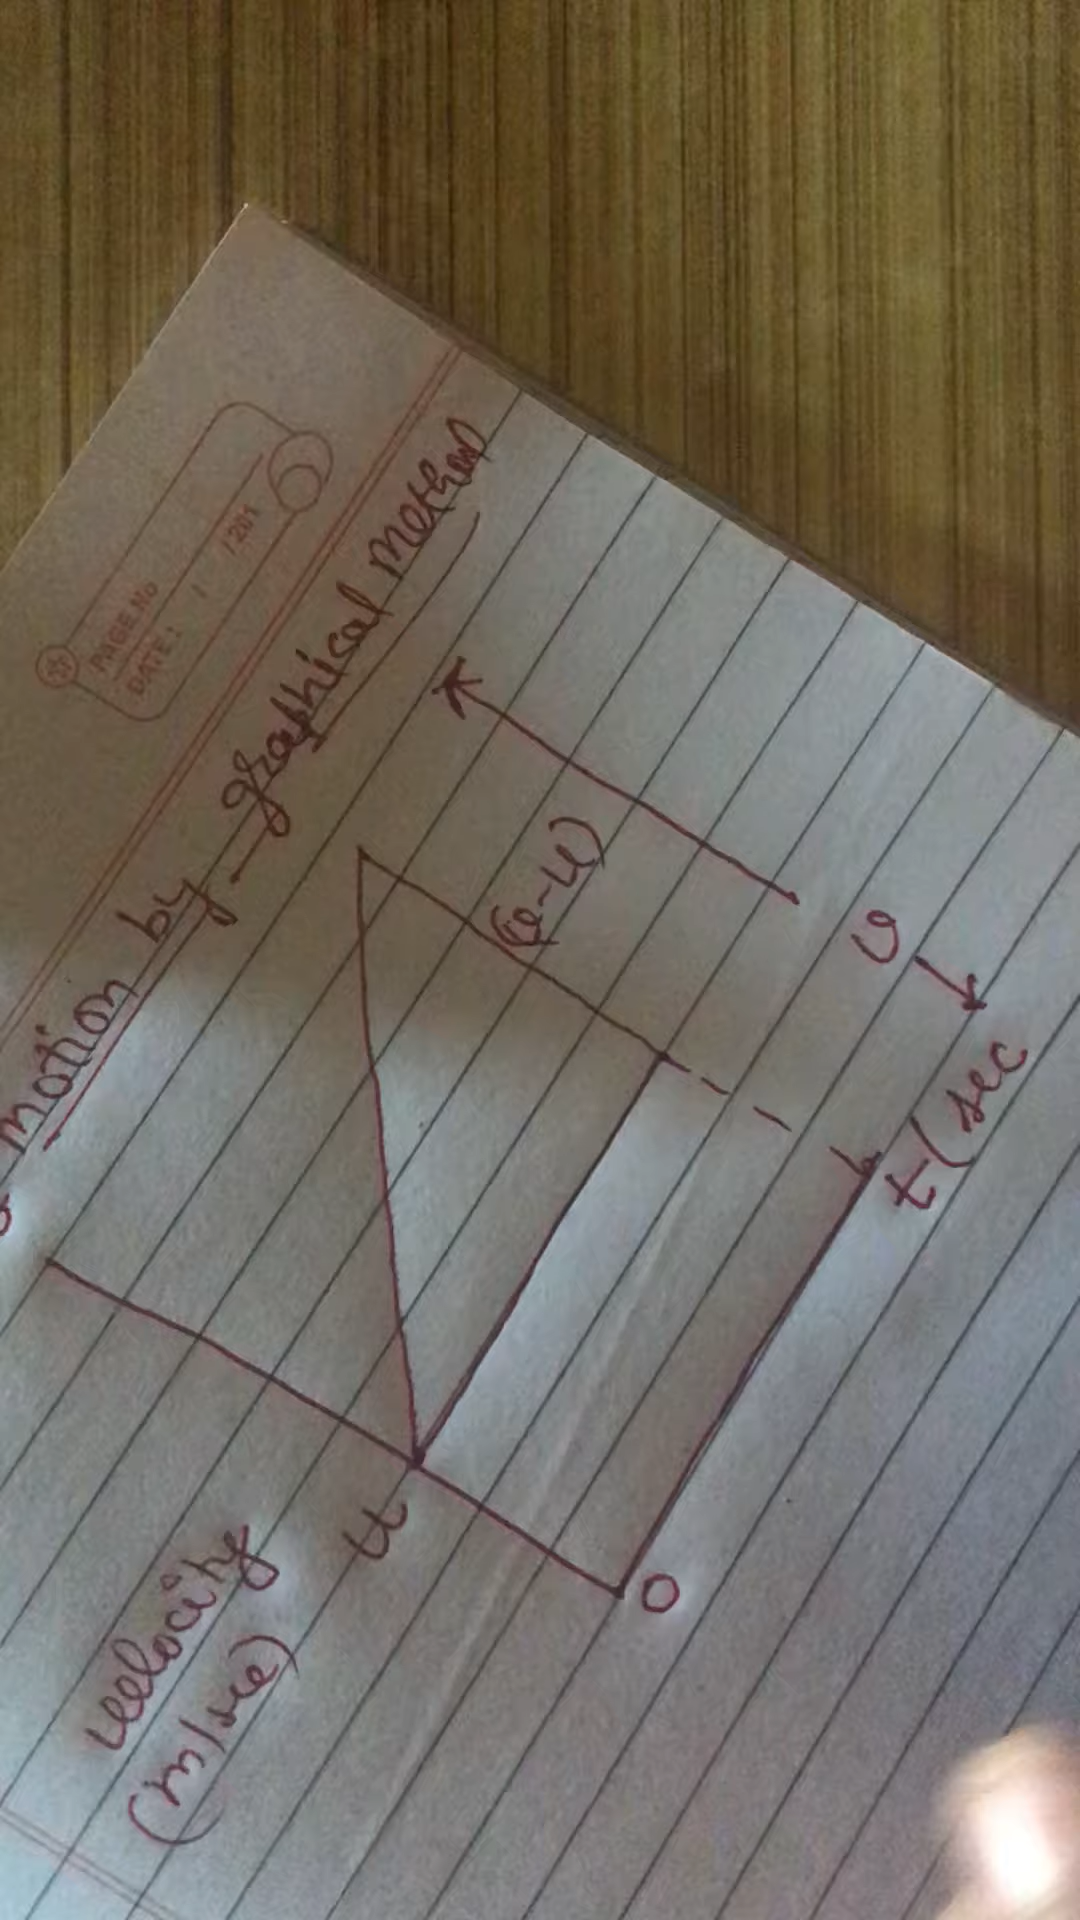 PAGE NO
DATE: / / 201
motion by graphical method
velocity
(m/sec)
u
(v-u)
v
O
t (sec